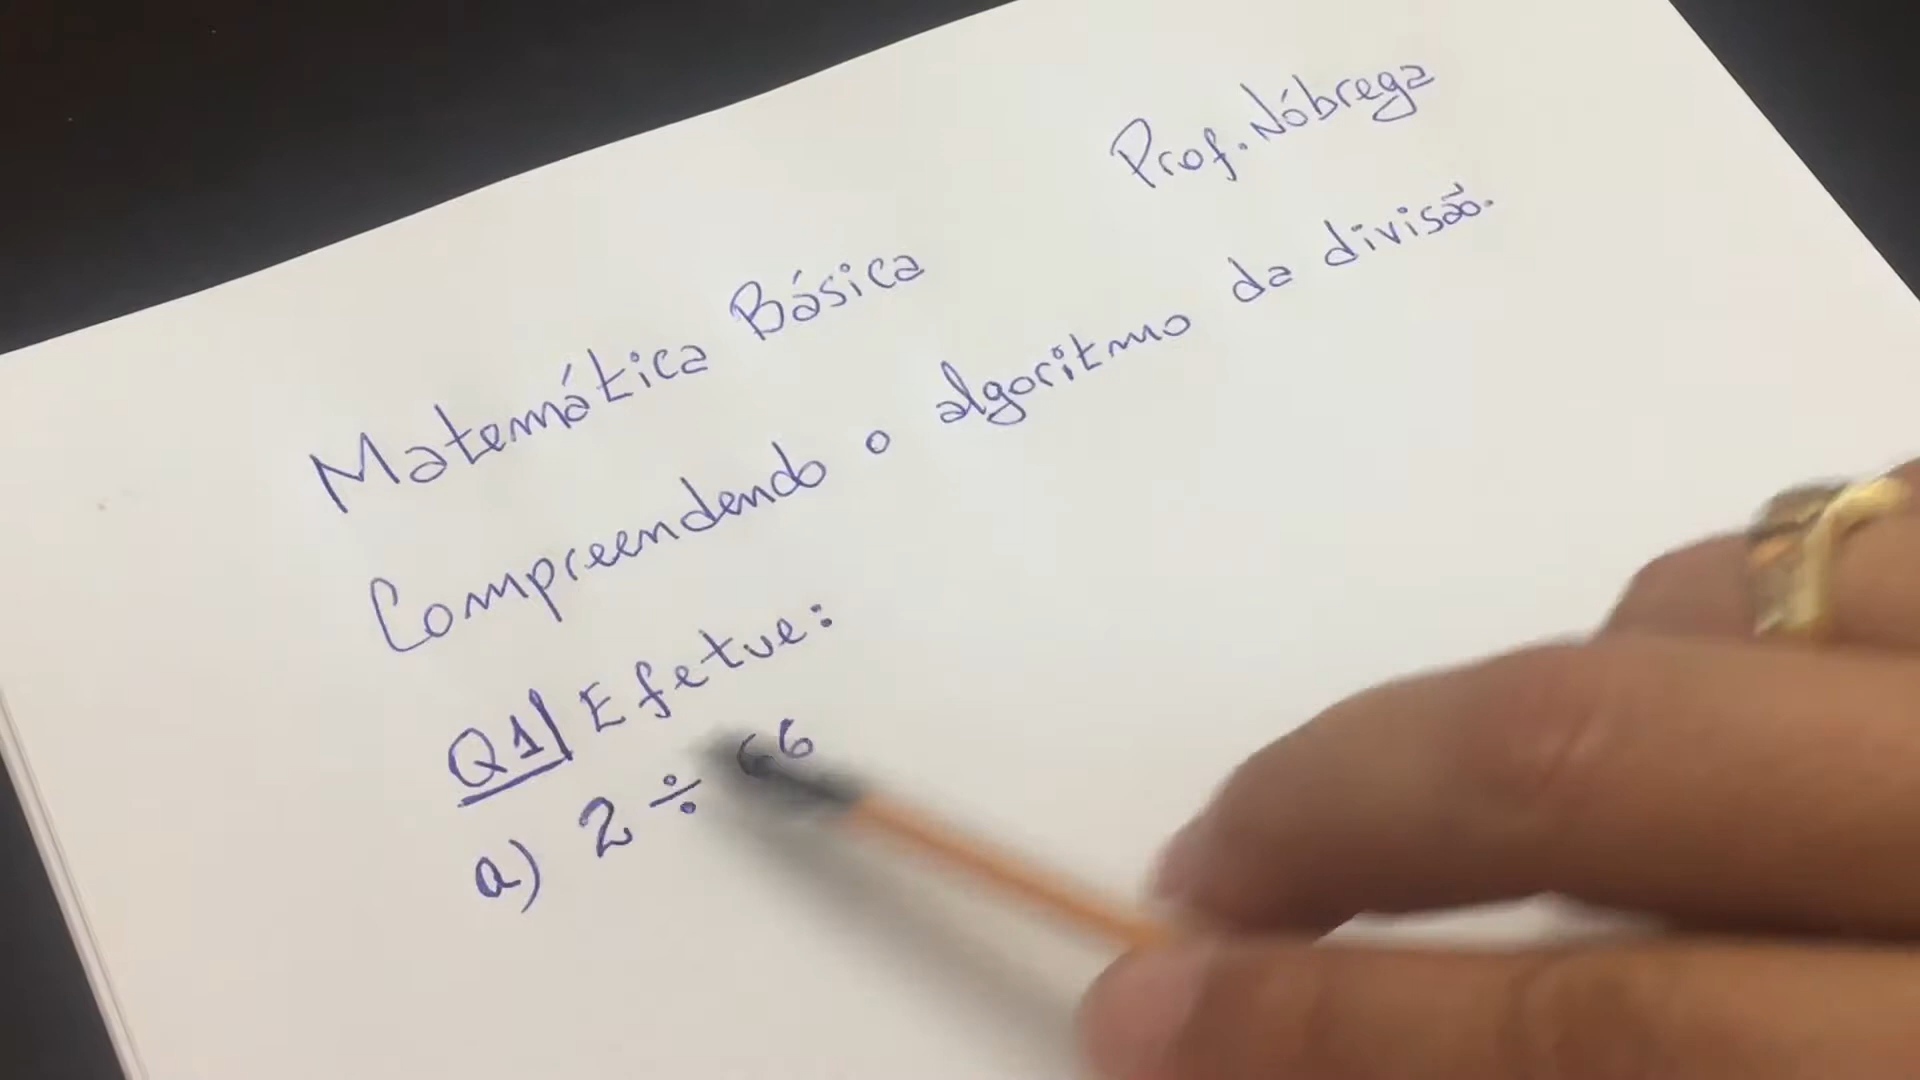 Prof. Nóbrega
Matemática Básica
Compreendendo o algoritmo da divisão.
Q1) Efetue:
a) 2 ÷